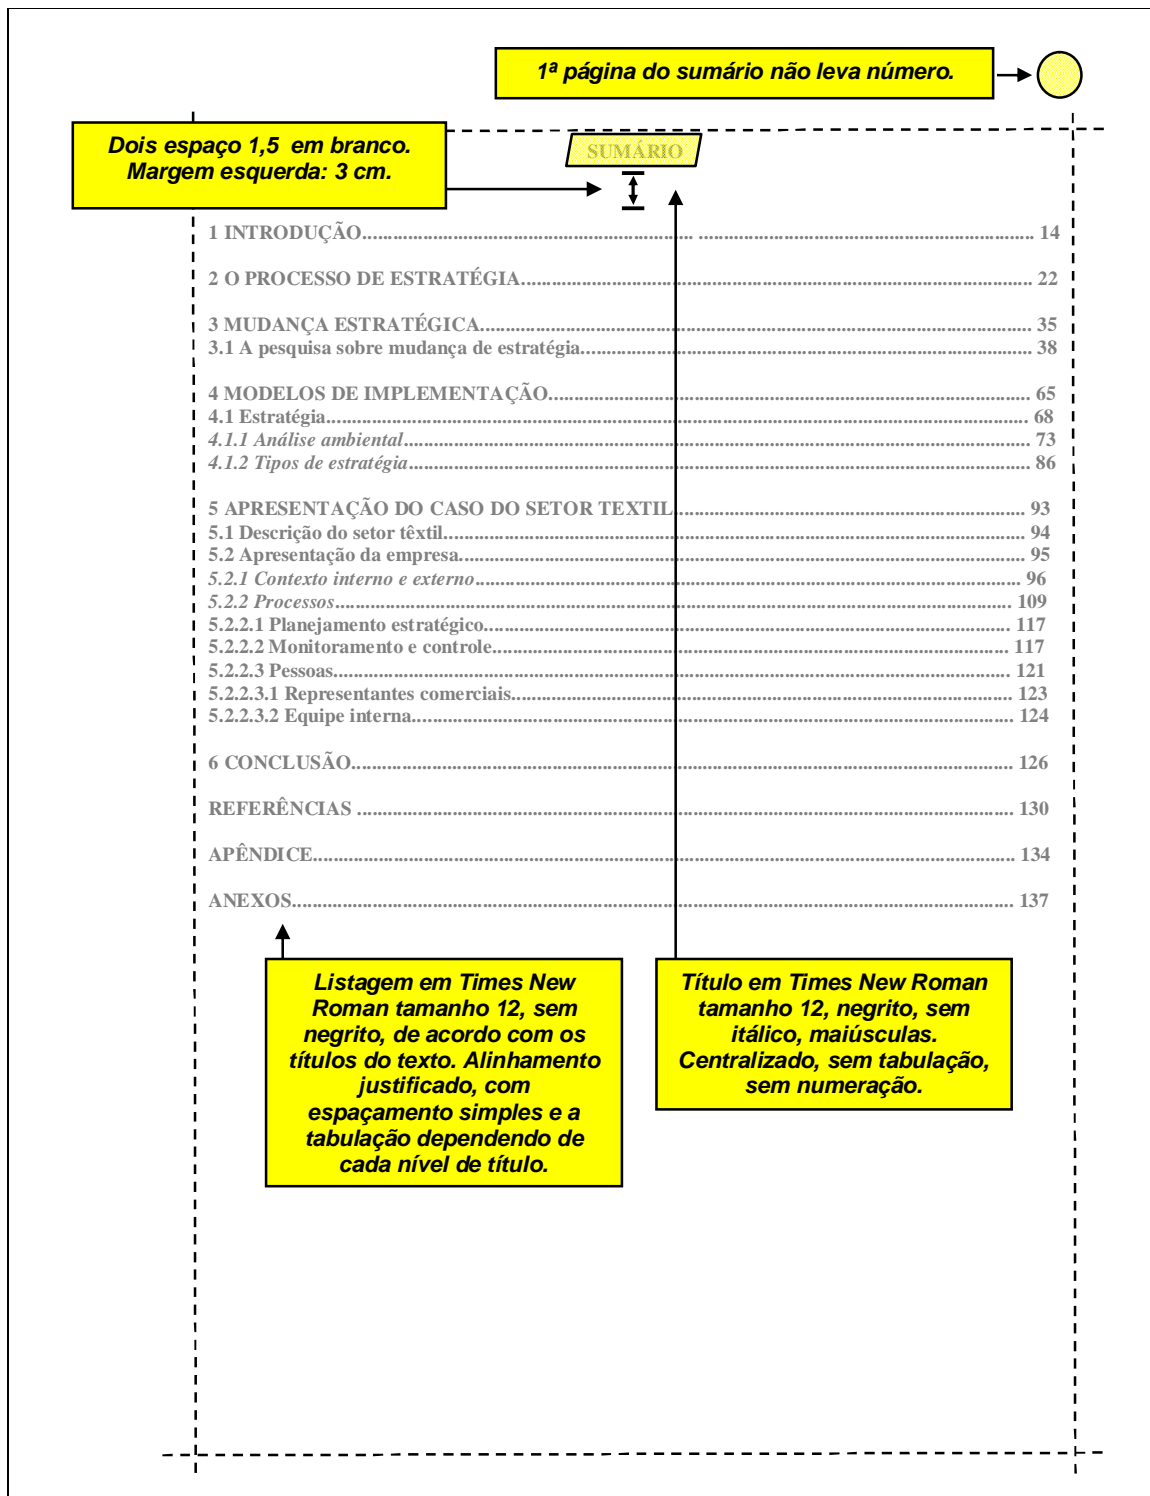 1ª página do sumário não leva número.
Dois espaço 1,5 em branco.
Margem esquerda: 3 cm.
SUMÁRIO
1 INTRODUÇÃO.................................................................. ................................................................... 14
2 O PROCESSO DE ESTRATÉGIA...................................................................................................... 22
3 MUDANÇA ESTRATÉGICA.............................................................................................................. 35
3.1 A pesquisa sobre mudança de estratégia.......................................................................................... 38
4 MODELOS DE IMPLEMENTAÇÃO................................................................................................ 65
4.1 Estratégia............................................................................................................................................ 68
4.1.1 Análise ambiental............................................................................................................................. 73
4.1.2 Tipos de estratégia............................................................................................................................ 86
5 APRESENTAÇÃO DO CASO DO SETOR TEXTIL...................................................................... 93
5.1 Descrição do setor têxtil.................................................................................................................... 94
5.2 Apresentação da empresa................................................................................................................. 95
5.2.1 Contexto interno e externo............................................................................................................. 96
5.2.2 Processos....................................................................................................................................... 109
5.2.2.1 Planejamento estratégico......................................................................................................... 117
5.2.2.2 Monitoramento e controle....................................................................................................... 117
5.2.2.3 Pessoas....................................................................................................................................... 121
5.2.2.3.1 Representantes comerciais.................................................................................................... 123
5.2.2.3.2 Equipe interna........................................................................................................................ 124
6 CONCLUSÃO.................................................................................................................................... 126
REFERÊNCIAS ................................................................................................................................... 130
APÊNDICE............................................................................................................................................ 134
ANEXOS................................................................................................................................................ 137
Listagem em Times New
Roman tamanho 12, sem
negrito, de acordo com os
títulos do texto. Alinhamento
justificado, com
espaçamento simples e a
tabulação dependendo de
cada nível de título.
Título em Times New Roman
tamanho 12, negrito, sem
itálico, maiúsculas.
Centralizado, sem tabulação,
sem numeração.